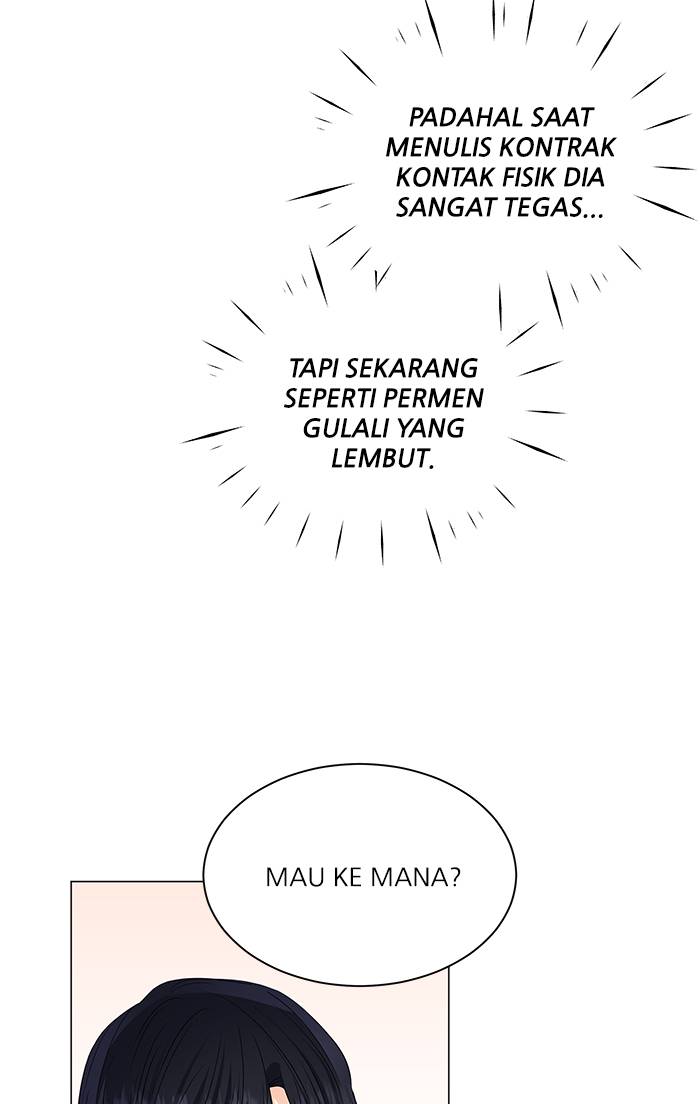 PADAHAL SAAT
MENULIS KONTRAK
KONTAK FISIK DIA
SANGAT TEGAS...
TAPI SEKARANG
SEPERTI PERMEN
GULALI YANG
LEMBUT.
MAU KE MANA?